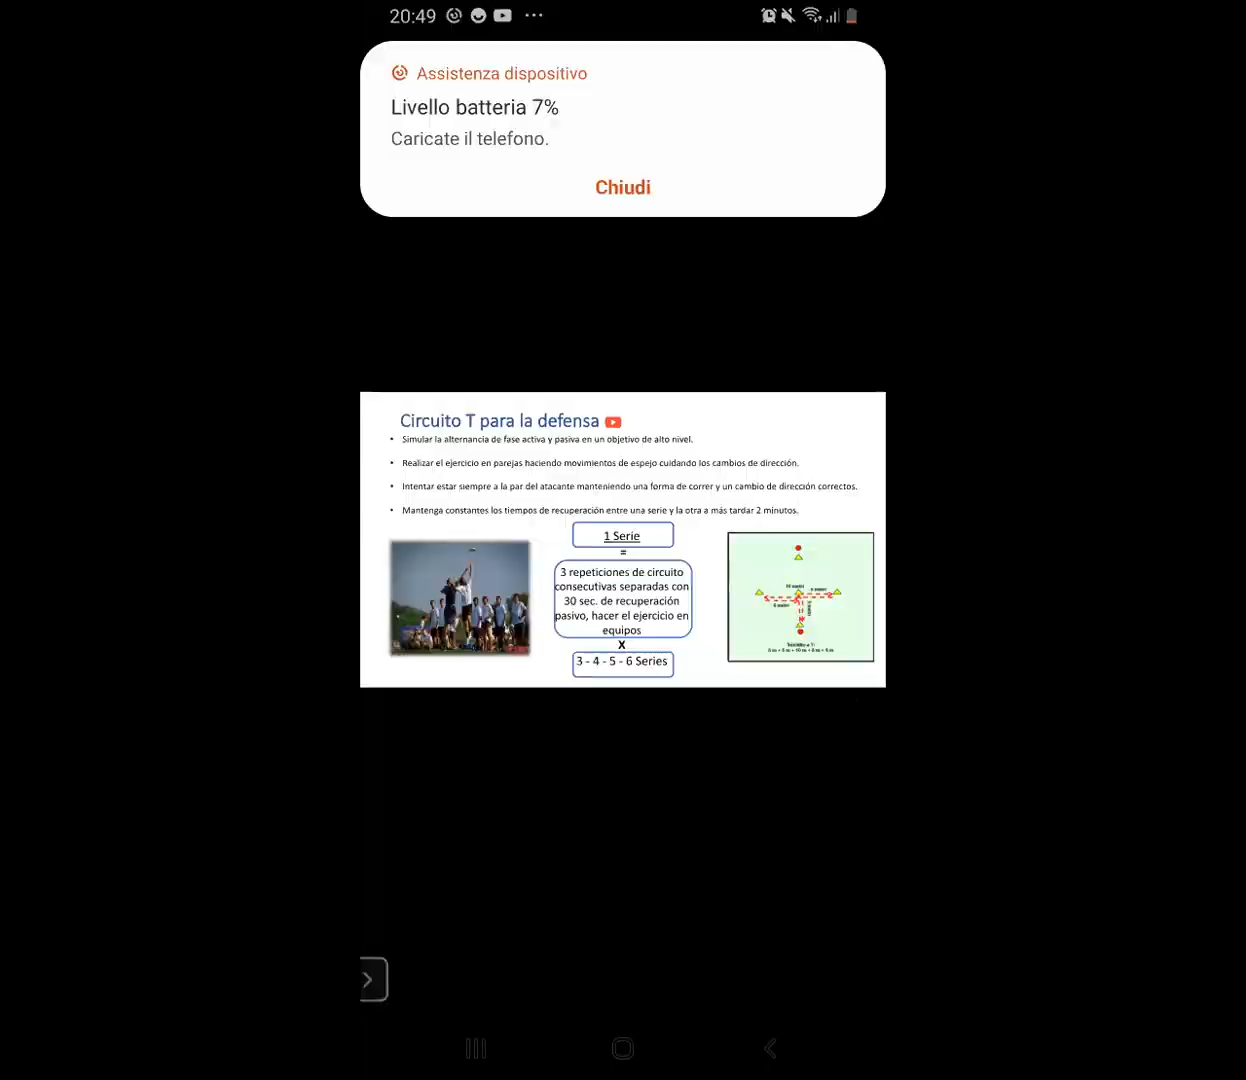 20:49
Assistenza dispositivo
Livello batteria 7%
Caricate il telefono.
Chiudi
Circuito T para la defensa
• Simular la alternancia de fase activa y pasiva en un objetivo de alto nivel.
• Realizar el ejercicio en parejas haciendo movimientos de espejo cuidando los cambios de dirección.
• Intentar estar siempre a la par del atacante manteniendo una forma de correr y un cambio de dirección correctos.
• Mantenga constantes los tiempos de recuperación entre una serie y la otra a más tardar 2 minutos.
1 Serie
=
3 repeticiones de circuito
consecutivas separadas con
30 sec. de recuperación
pasivo, hacer el ejercicio en
equipos
X
3 - 4 - 5 - 6 Series